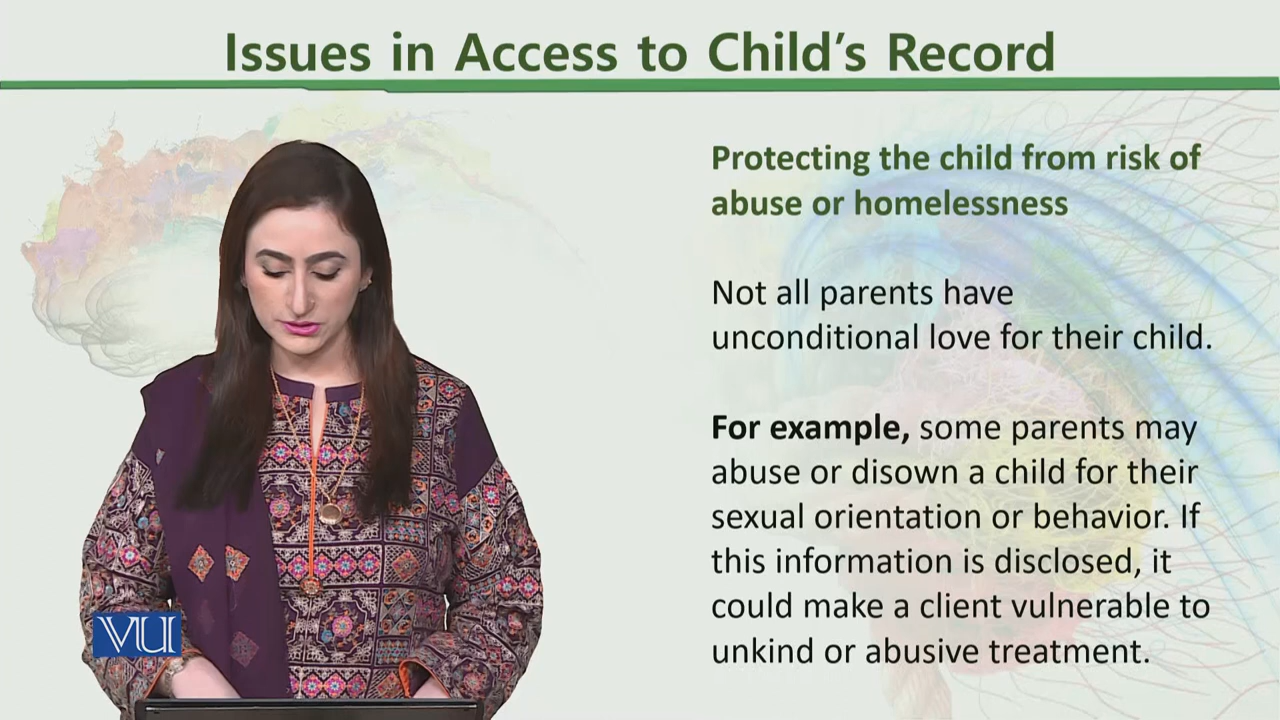 Issues in Access to Child's Record
Protecting the child from risk of
abuse or homelessness
Not all parents have
unconditional love for their child.
For example, some parents may
abuse or disown a child for their
sexual orientation or behavior. If
this information is disclosed, it
could make a client vulnerable to
unkind or abusive treatment.
VU